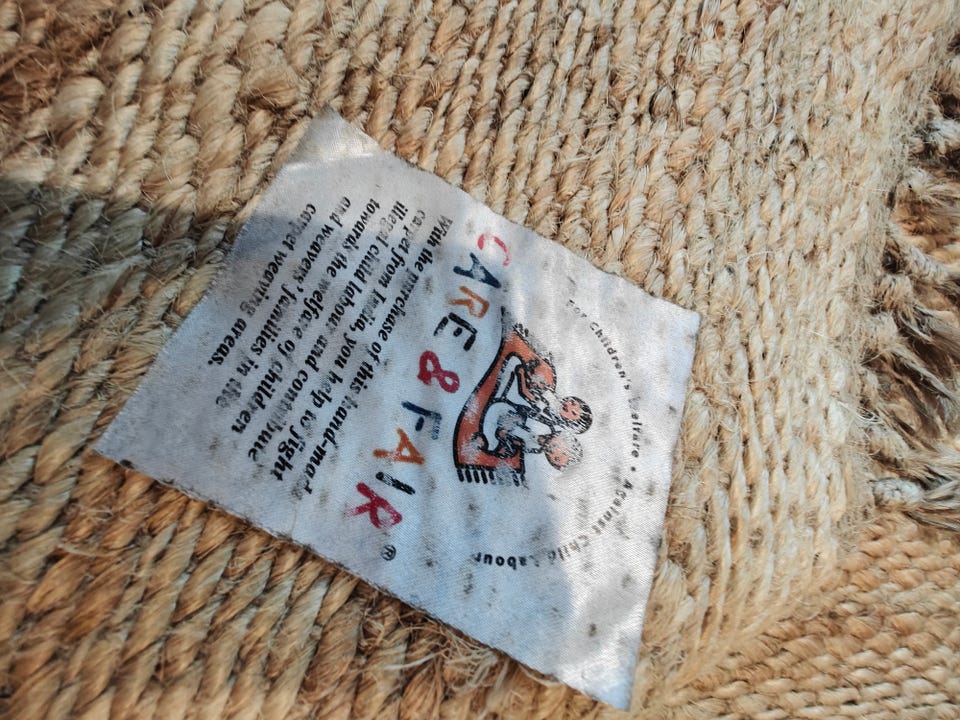 For Children's Welfare • Against Child Labour
CARE & FAIR ®
With the purchase of this hand-mad
carpet from India, you help to fight
illegal child labour and contribute
towards the welfare of children
and weavers' families in the
carpet weaving areas.